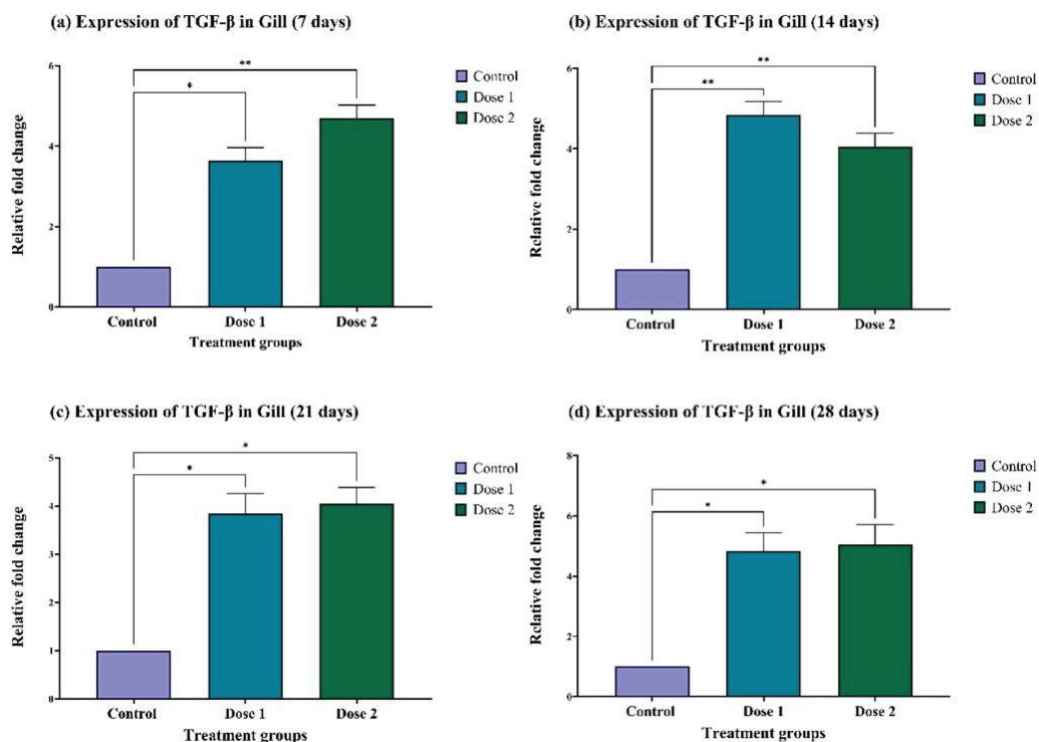 (a) Expression of TGF-β in Gill (7 days)
**
*
Control
Dose 1
Dose 2
Relative fold change
6
4
2
0
Control Dose 1 Dose 2
Treatment groups
(b) Expression of TGF-β in Gill (14 days)
**
**
Control
Dose 1
Dose 2
Relative fold change
6
4
2
0
Control Dose 1 Dose 2
Treatment groups
(c) Expression of TGF-β in Gill (21 days)
*
*
Control
Dose 1
Dose 2
Relative fold change
5
4
3
2
1
0
Control Dose 1 Dose 2
Treatment groups
(d) Expression of TGF-β in Gill (28 days)
*
*
Control
Dose 1
Dose 2
Relative fold change
8
6
4
2
0
Control Dose 1 Dose 2
Treatment groups